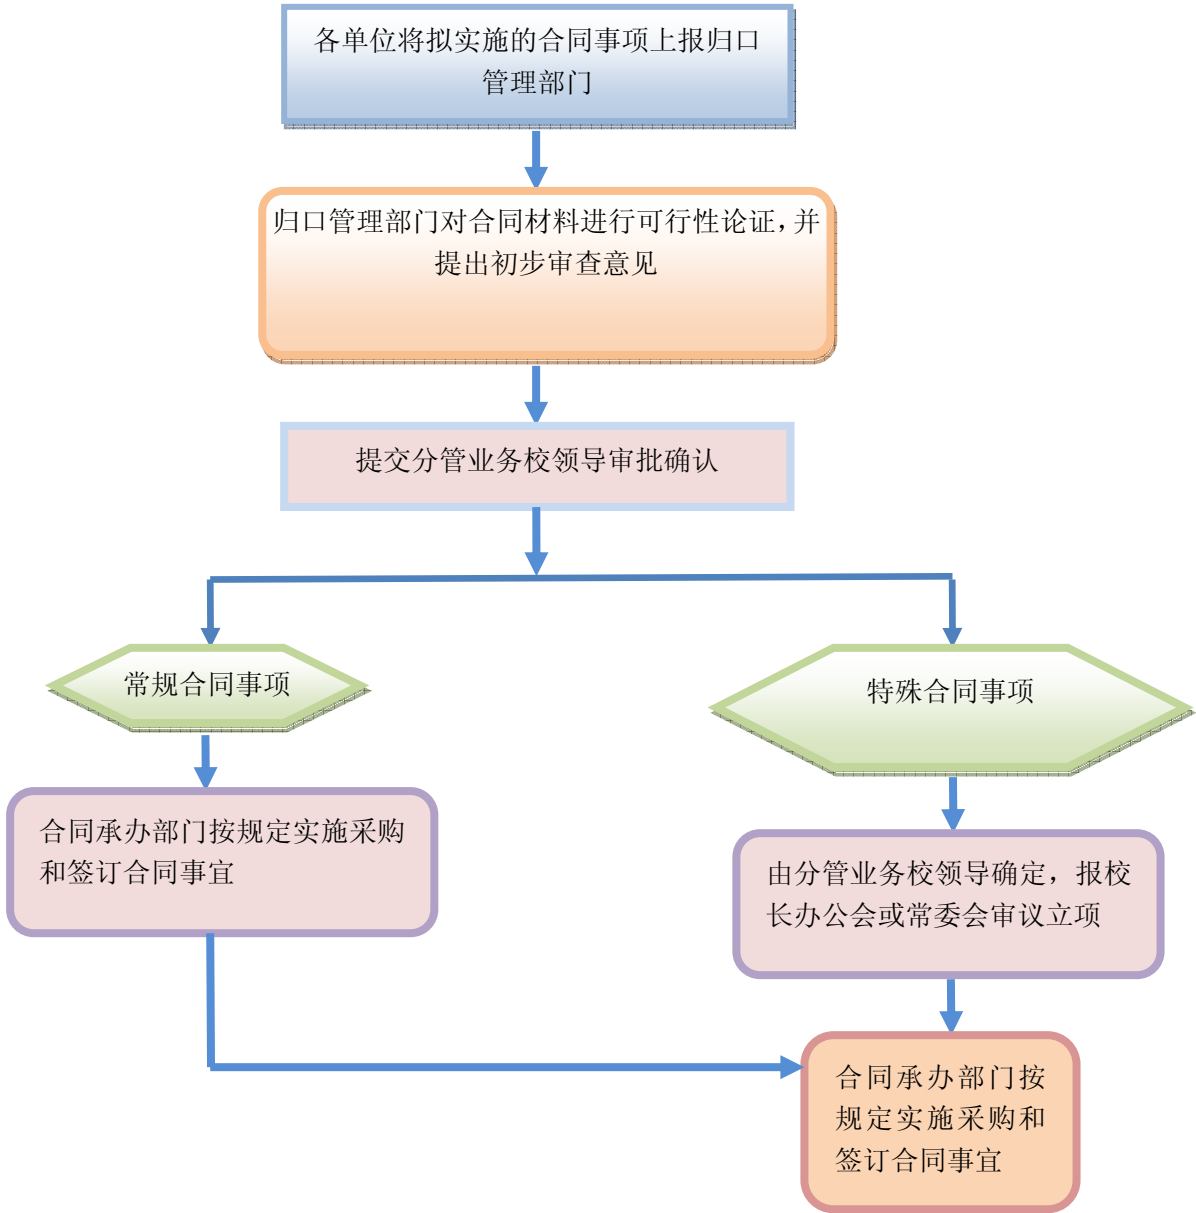 各单位将拟实施的合同事项上报归口
管理部门
归口管理部门对合同材料进行可行性论证，并
提出初步审查意见
提交分管业务校领导审批确认
常规合同事项
特殊合同事项
合同承办部门按规定实施采购
和签订合同事宜
由分管业务校领导确定，报校
长办公会或常委会审议立项
合同承办部门按
规定实施采购和
签订合同事宜